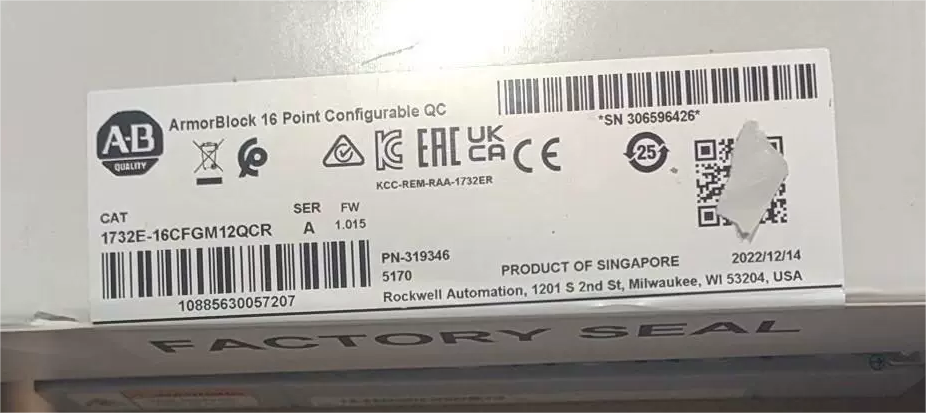 A-B
QUALITY
ArmorBlock 16 Point Configurable QC
*SN 306596426*
EAC
UK
CA
CE
25
KCC-REM-RAA-1732ER
CAT
SER
FW
1732E-16CFGM12QCR
A
1.015
10885630057207
PN-319346
5170
PRODUCT OF SINGAPORE
2022/12/14
Rockwell Automation, 1201 S 2nd St, Milwaukee, WI 53204, USA
FACTORY SEAL